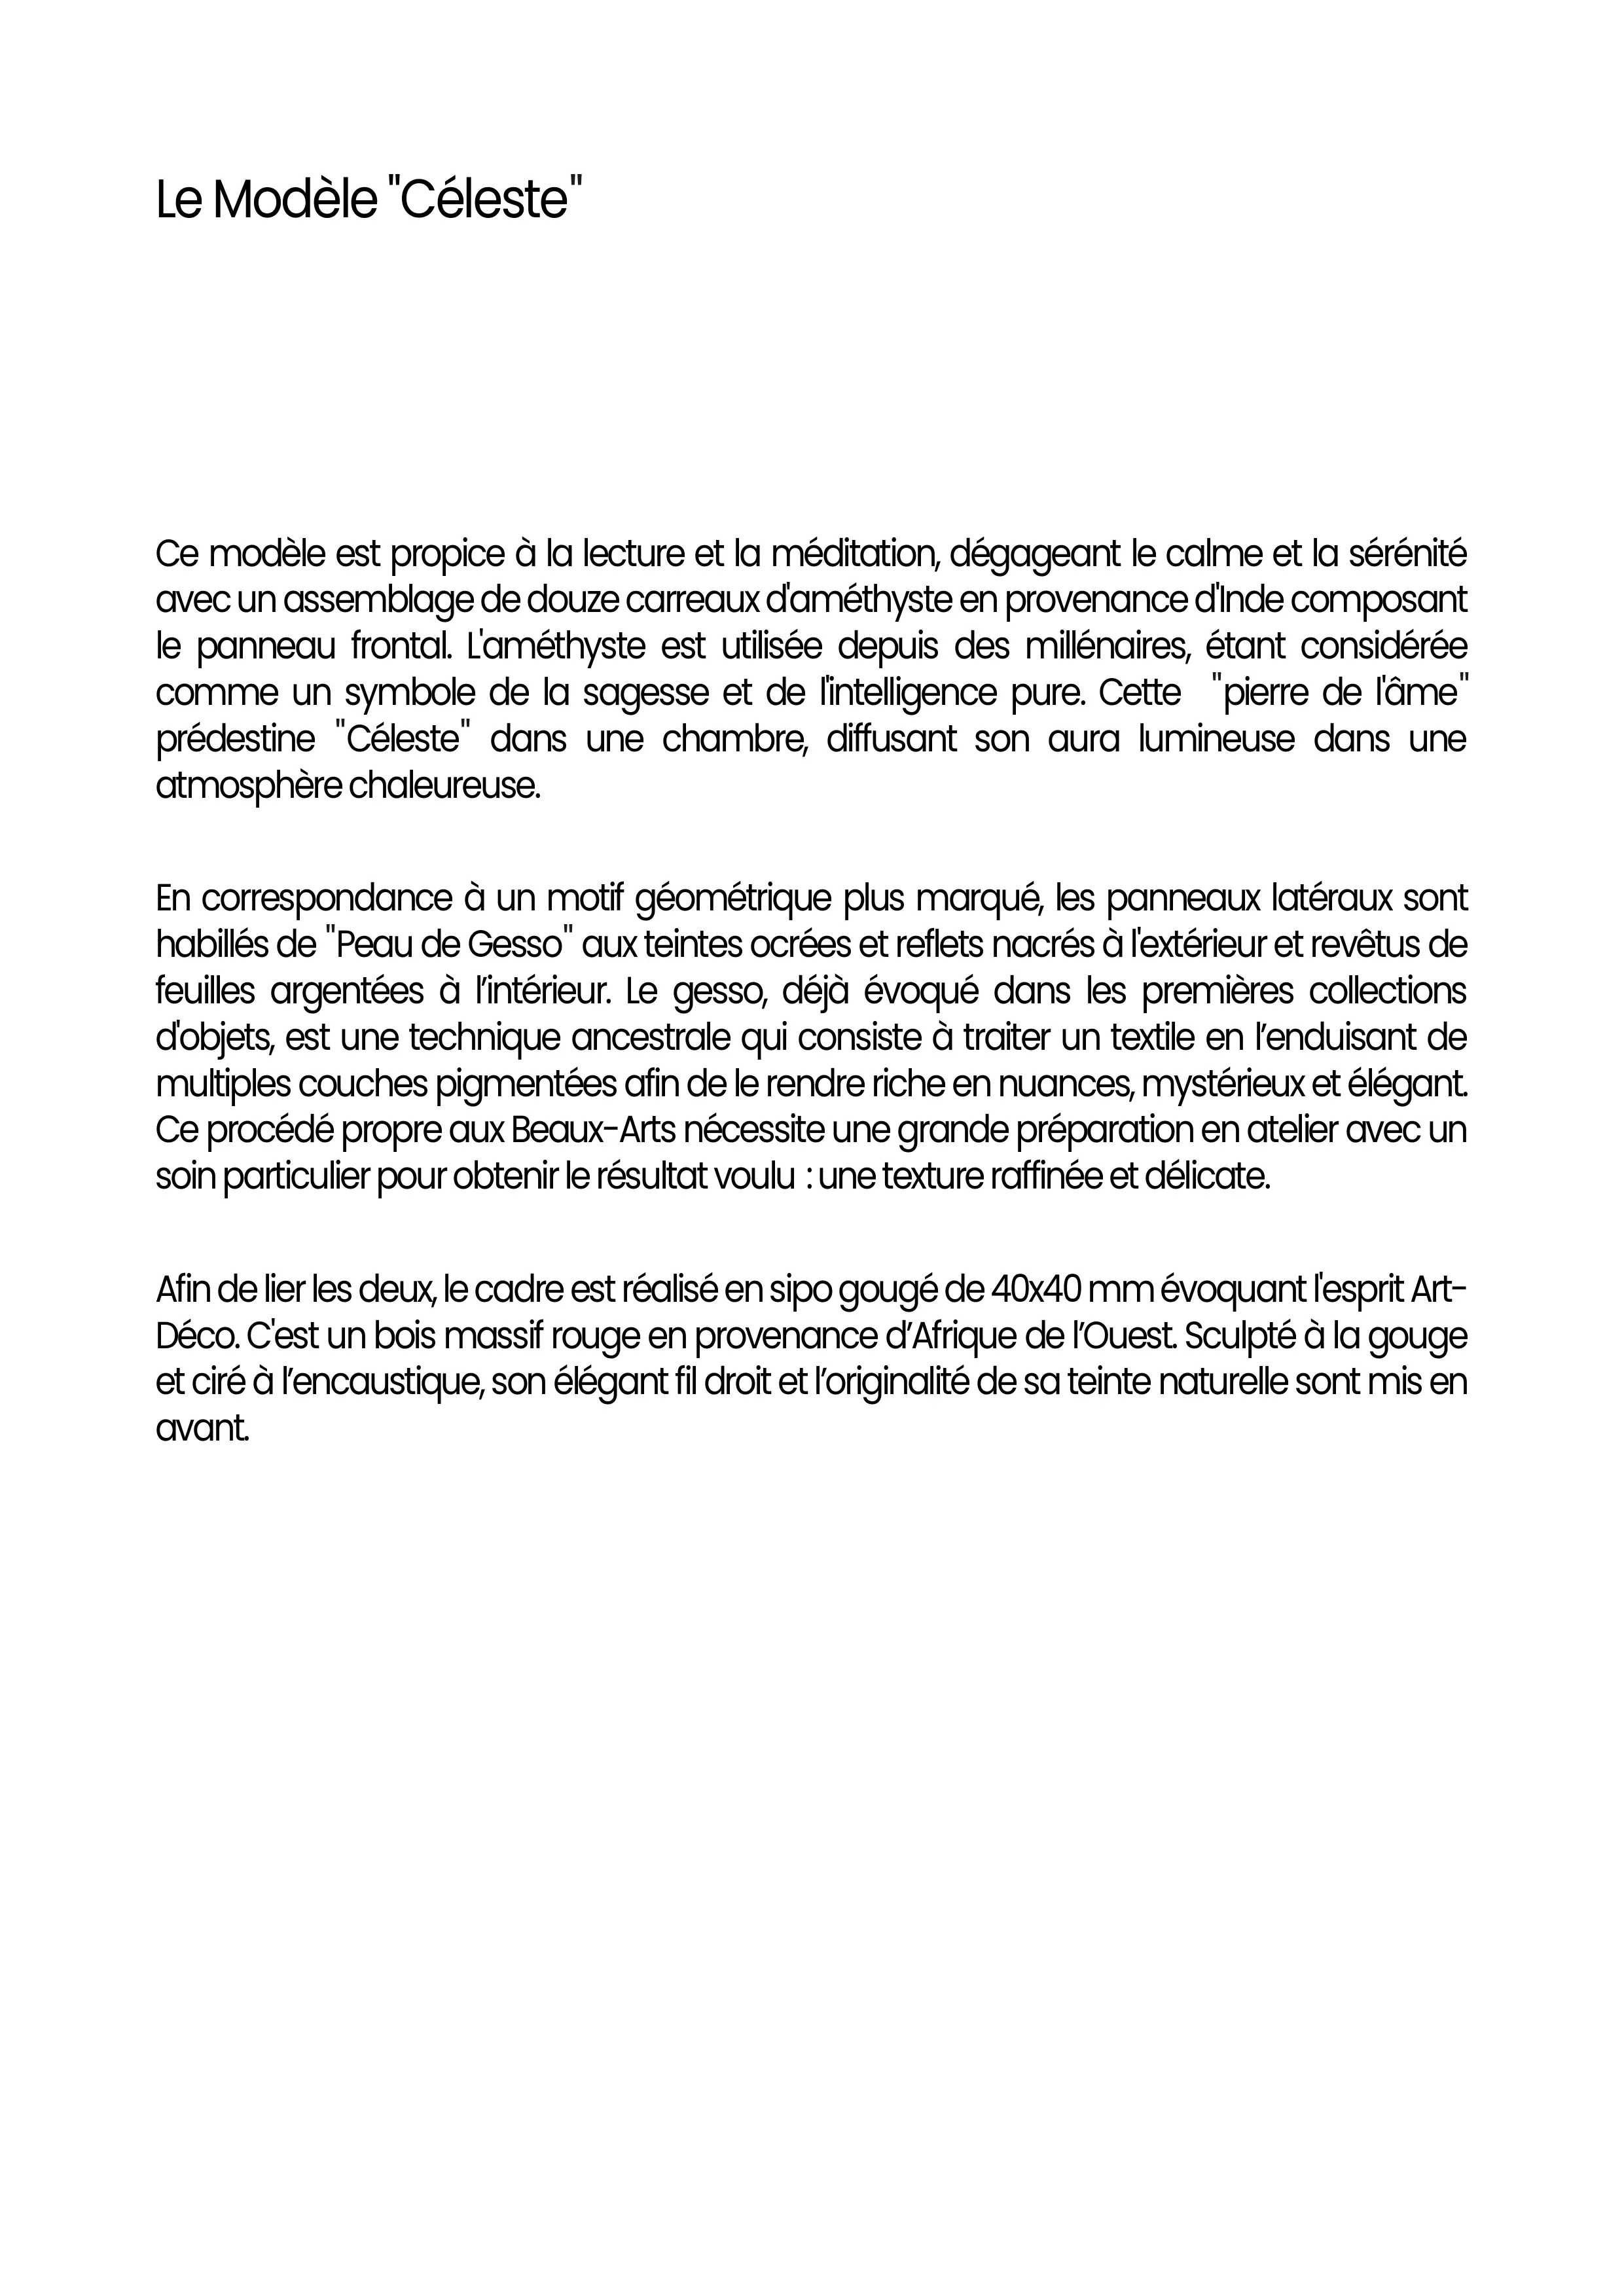 Le Modèle "Céleste"
Ce modèle est propice à la lecture et la méditation, dégageant le calme et la sérénité
avec un assemblage de douze carreaux d'améthyste en provenance d'Inde composant
le panneau frontal. L'améthyste est utilisée depuis des millénaires, étant considérée
comme un symbole de la sagesse et de l'intelligence pure. Cette "pierre de l'âme"
prédestine "Céleste" dans une chambre, diffusant son aura lumineuse dans une
atmosphère chaleureuse.
En correspondance à un motif géométrique plus marqué, les panneaux latéraux sont
habillés de "Peau de Gesso" aux teintes ocrées et reflets nacrés à l'extérieur et revêtus de
feuilles argentées à l’intérieur. Le gesso, déjà évoqué dans les premières collections
d'objets, est une technique ancestrale qui consiste à traiter un textile en l’enduisant de
multiples couches pigmentées afin de le rendre riche en nuances, mystérieux et élégant.
Ce procédé propre aux Beaux-Arts nécessite une grande préparation en atelier avec un
soin particulier pour obtenir le résultat voulu : une texture raffinée et délicate.
Afin de lier les deux, le cadre est réalisé en sipo gougé de 40x40 mm évoquant l'esprit Art-
Déco. C'est un bois massif rouge en provenance d’Afrique de l’Ouest. Sculpté à la gouge
et ciré à l’encaustique, son élégant fil droit et l’originalité de sa teinte naturelle sont mis en
avant.